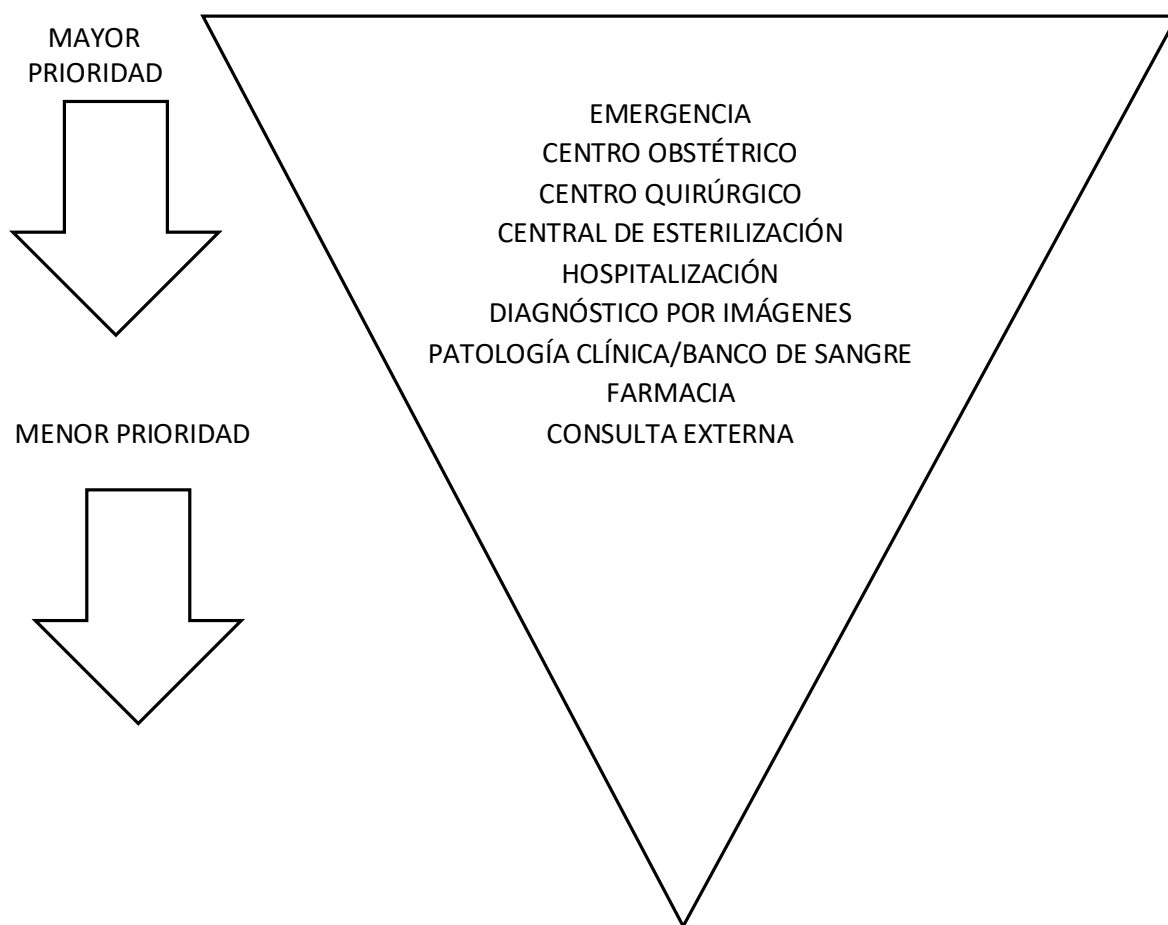 MAYOR
PRIORIDAD
EMERGENCIA
CENTRO OBSTÉTRICO
CENTRO QUIRÚRGICO
CENTRAL DE ESTERILIZACIÓN
HOSPITALIZACIÓN
DIAGNÓSTICO POR IMÁGENES
PATOLOGÍA CLÍNICA/BANCO DE SANGRE
FARMACIA
MENOR PRIORIDAD
CONSULTA EXTERNA